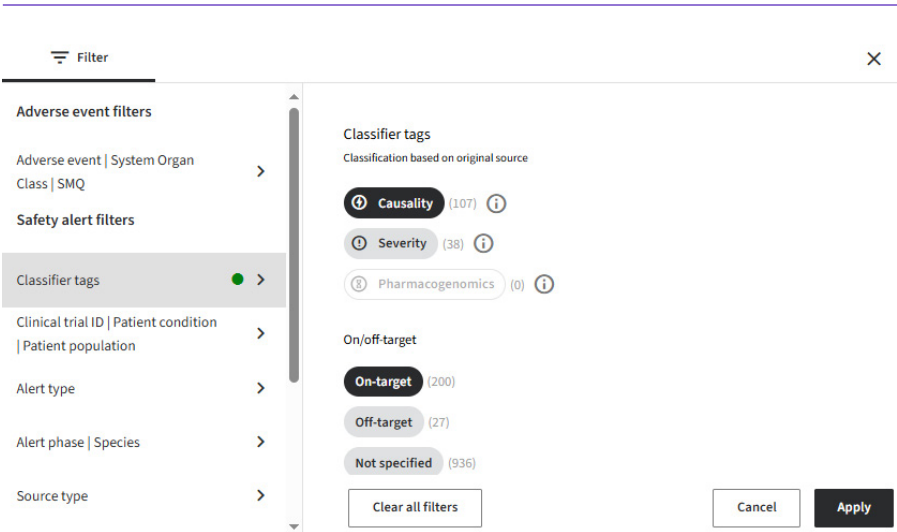 Filter
Adverse event filters
Adverse event | System Organ
Class | SMQ
Safety alert filters
Classifier tags
Clinical trial ID | Patient condition
| Patient population
Alert type
Alert phase | Species
Source type
Classifier tags
Classification based on original source
Causality (107)
Severity (38)
Pharmacogenomics (0)
On/off-target
On-target (200)
Off-target (27)
Not specified (936)
Clear all filters
Cancel
Apply